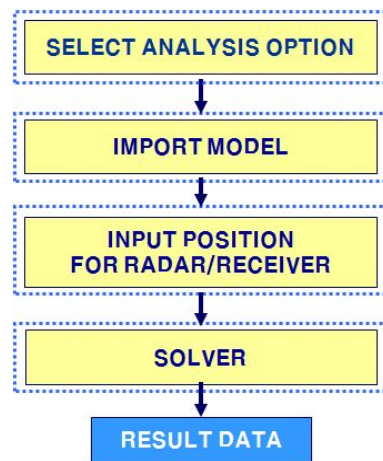 SELECT ANALYSIS OPTION
IMPORT MODEL
INPUT POSITION
FOR RADAR/RECEIVER
SOLVER
RESULT DATA